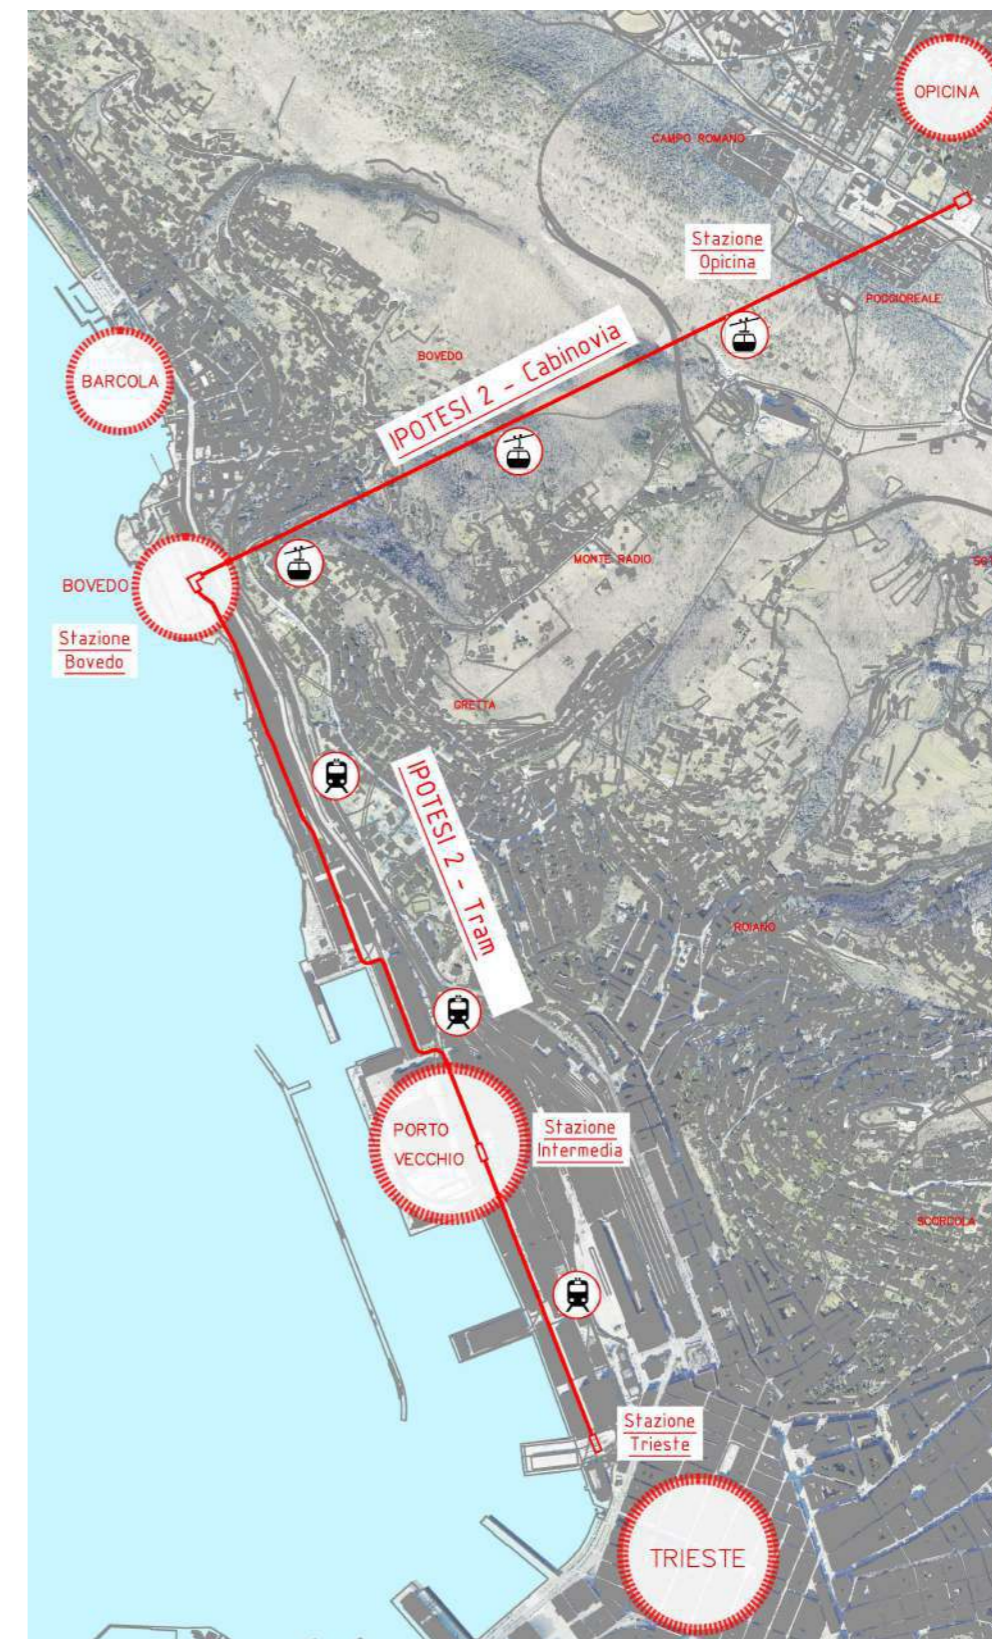 OPICINA
CAMPO ROMANO
Stazione
Opicina
POGGIOREALE
BOVEDO
IPOTESI 2 - Cabinovia
BARCOLA
MONTE RADIO
BOVEDO
Stazione
Bovedo
GRETTA
IPOTESI 2 - Tram
ROIANO
PORTO
VECCHIO
Stazione
Intermedia
SCORCOLA
Stazione
Trieste
TRIESTE